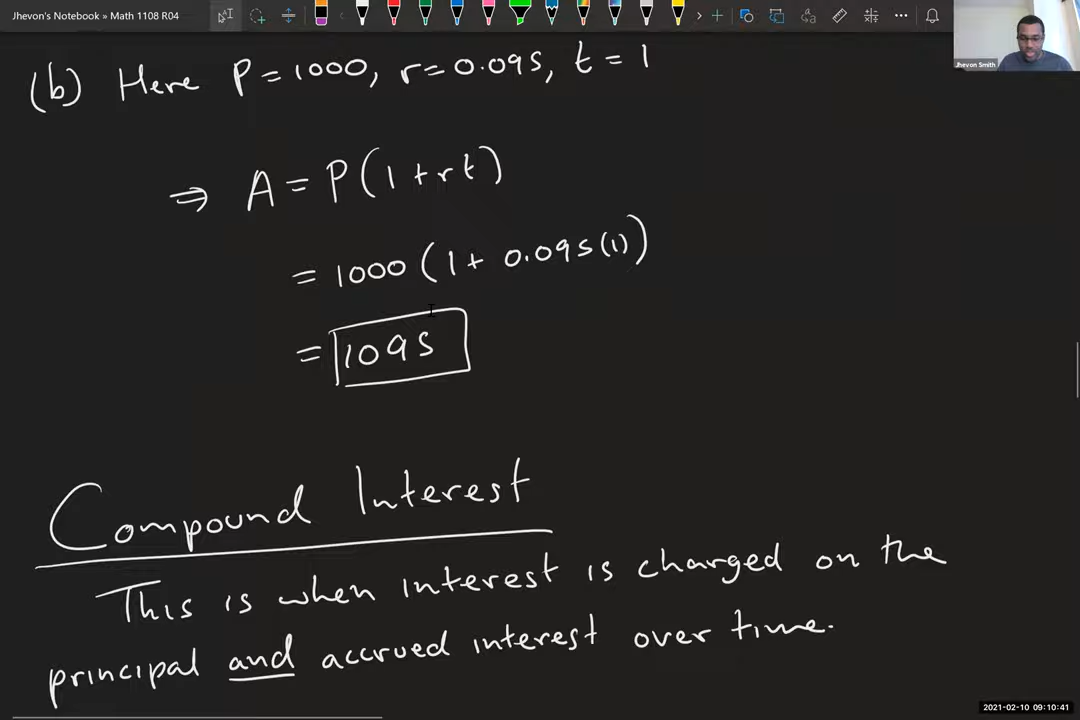 Jhevon's Notebook » Math 1108 R04
Jhevon Smith
(b) Here P = 1000, r = 0.095, t = 1
⇒ A = P(1 + rt)
= 1000 (1 + 0.095(1))
= 1095
Compound Interest
This is when interest is charged on the
principal and accrued interest over time.
2021-02-10 09:10:41